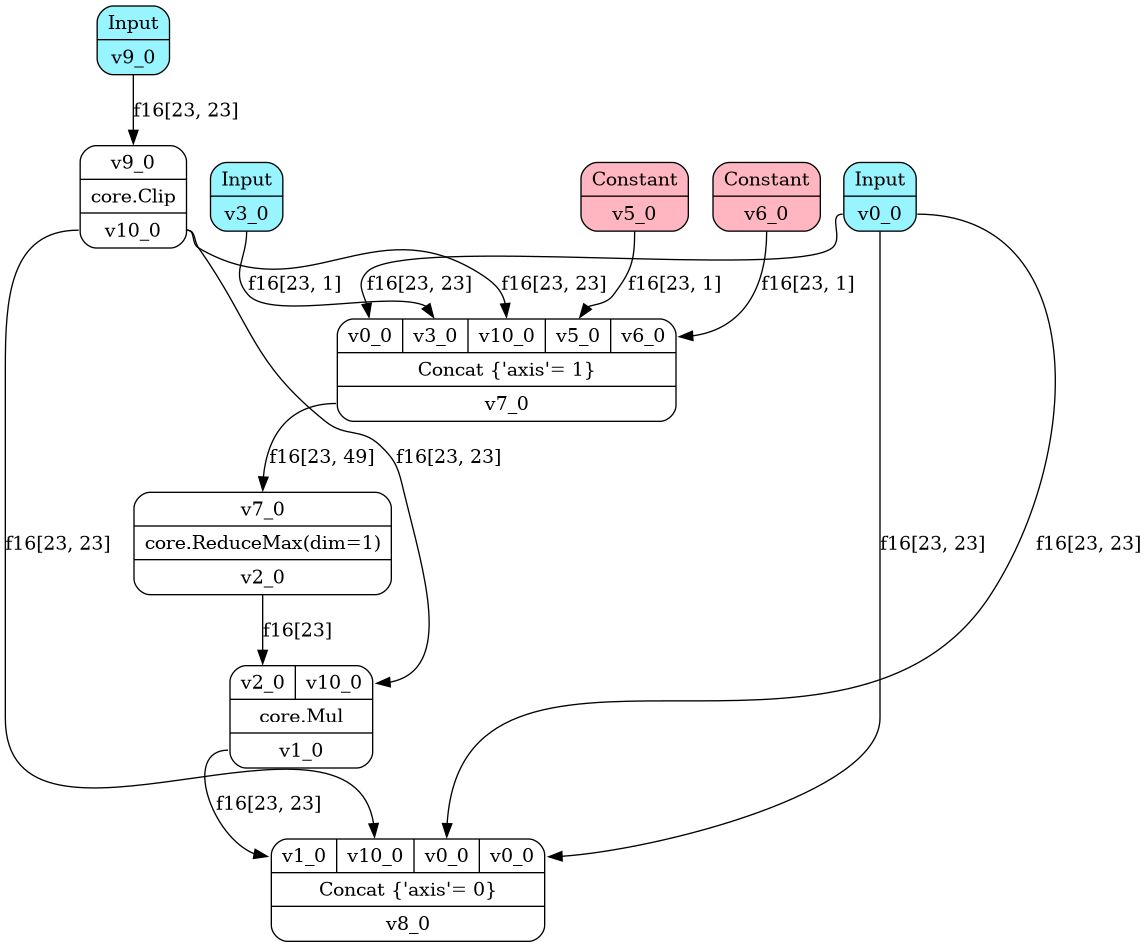 Input
v9_0
f16[23, 23]
v9_0
core.Clip
v10_0
Input
v3_0
Constant
v5_0
Constant
v6_0
Input
v0_0
f16[23, 1]
f16[23, 23]
f16[23, 23]
f16[23, 1]
f16[23, 1]
v0_0 v3_0 v10_0 v5_0 v6_0
Concat {'axis'= 1}
v7_0
f16[23, 49]
f16[23, 23]
v7_0
core.ReduceMax(dim=1)
v2_0
f16[23, 23]
f16[23, 23]
f16[23, 23]
f16[23]
v2_0 v10_0
core.Mul
v1_0
f16[23, 23]
v1_0 v10_0 v0_0 v0_0
Concat {'axis'= 0}
v8_0